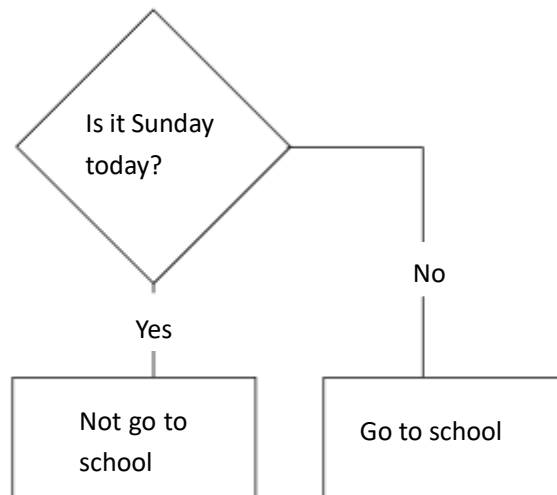 Is it Sunday
today?
No
Yes
Not go to
school
Go to school